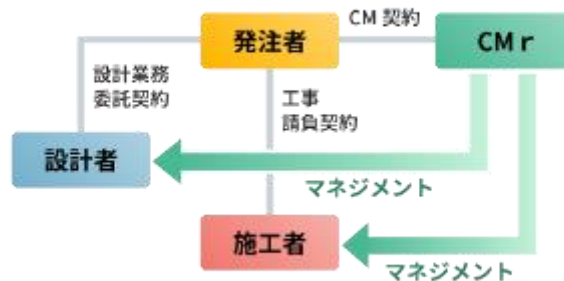 発注者
CM 契約
CMr
設計業務
委託契約
工事
請負契約
設計者
マネジメント
施工者
マネジメント